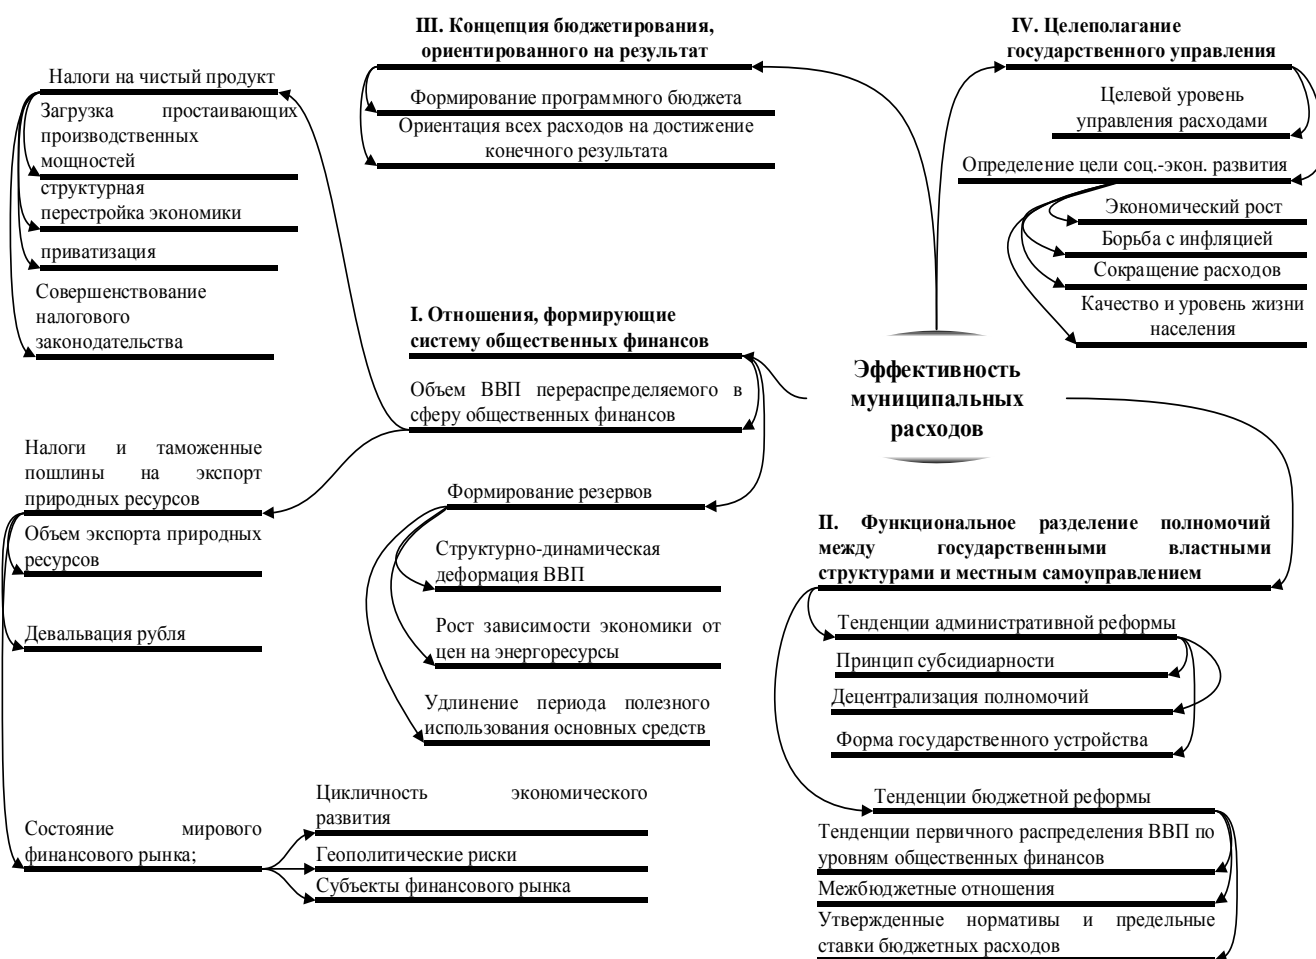 III. Концепция бюджетирования,
ориентированного на результат
Формирование программного бюджета
Ориентация всех расходов на достижение
конечного результата
IV. Целеполагание
государственного управления
Целевой уровень
управления расходами
Определение цели соц.-экон. развития
Экономический рост
Борьба с инфляцией
Сокращение расходов
Качество и уровень жизни
населения
Налоги на чистый продукт
Загрузка простаивающих
производственных
мощностей
структурная
перестройка экономики
приватизация
Совершенствование
налогового
законодательства
I. Отношения, формирующие
систему общественных финансов
Объем ВВП перераспределяемого в
сферу общественных финансов
Эффективность
муниципальных
расходов
Налоги и таможенные
пошлины на экспорт
природных ресурсов
Объем экспорта природных
ресурсов
Девальвация рубля
Состояние мирового
финансового рынка;
Цикличность экономического
развития
Геополитические риски
Субъекты финансового рынка
Формирование резервов
Структурно-динамическая
деформация ВВП
Рост зависимости экономики от
цен на энергоресурсы
Удлинение периода полезного
использования основных средств
II. Функциональное разделение полномочий
между государственными властными
структурами и местным самоуправлением
Тенденции административной реформы
Принцип субсидиарности
Децентрализация полномочий
Форма государственного устройства
Тенденции бюджетной реформы
Тенденции первичного распределения ВВП по
уровням общественных финансов
Межбюджетные отношения
Утвержденные нормативы и предельные
ставки бюджетных расходов